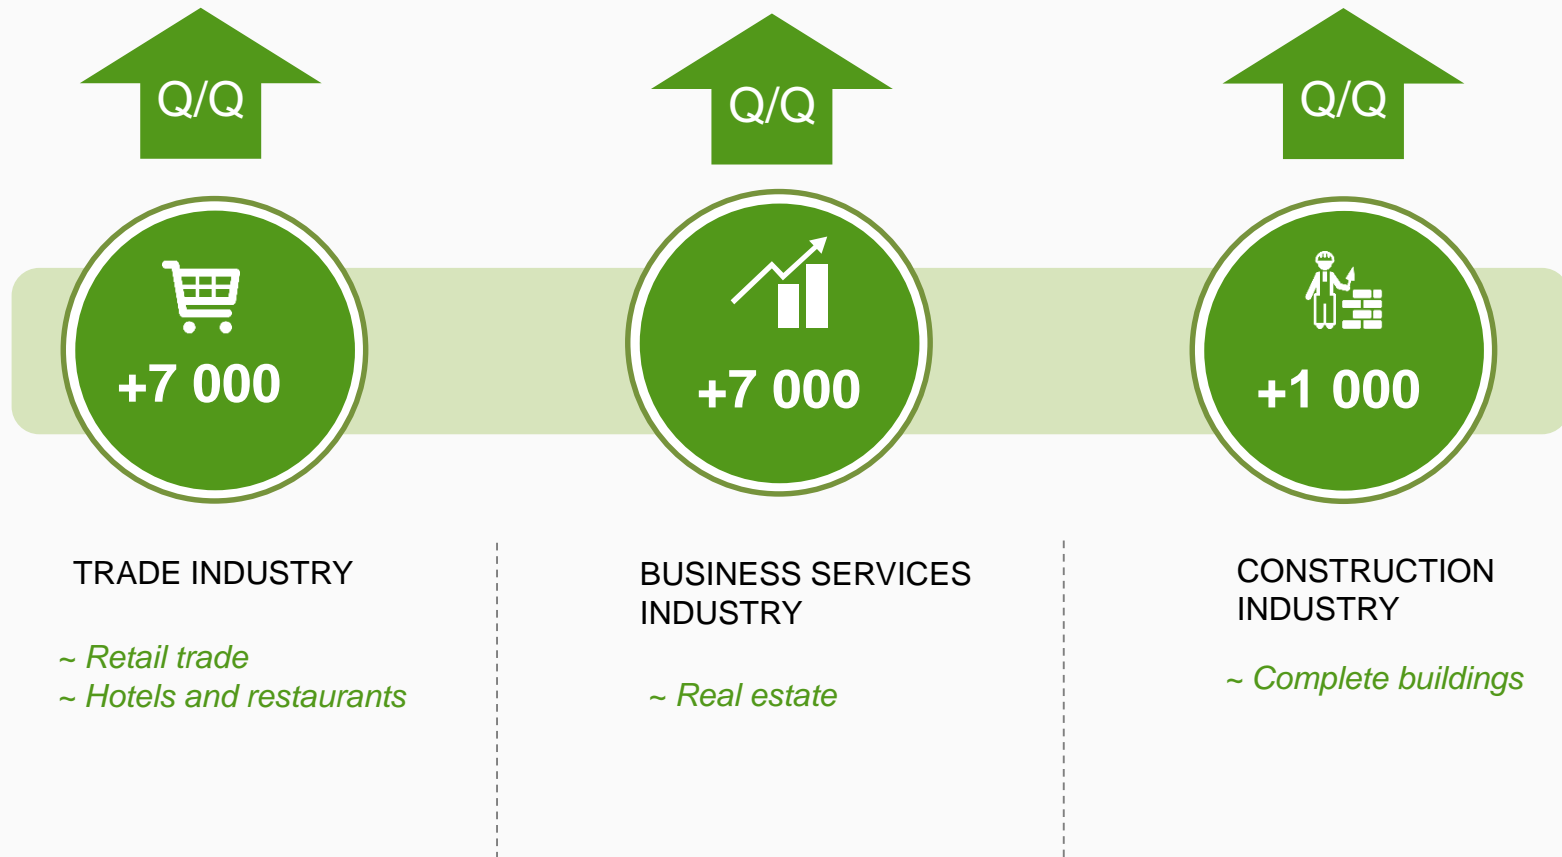 Q/Q
+7 000
TRADE INDUSTRY
~ Retail trade
~ Hotels and restaurants
Q/Q
+7 000
BUSINESS SERVICES
INDUSTRY
~ Real estate
Q/Q
+1 000
CONSTRUCTION
INDUSTRY
~ Complete buildings